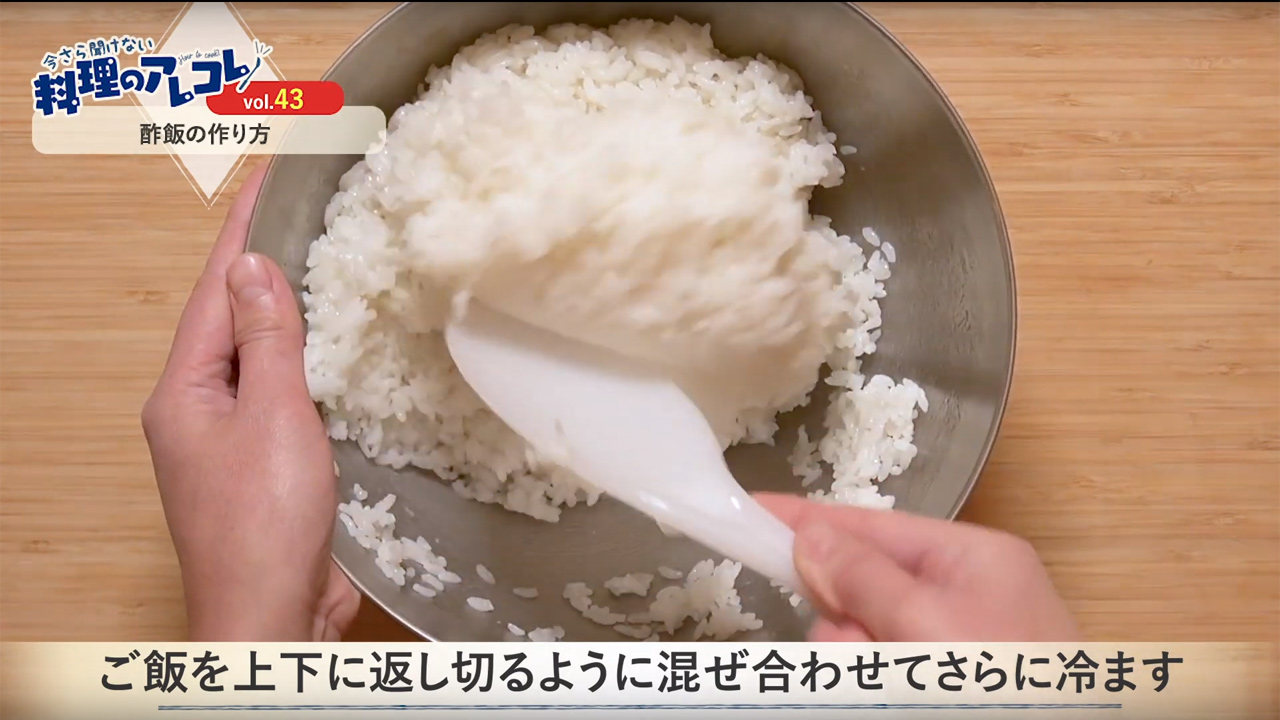 今さら聞けない
料理のアレコレ
How to cook
vol.43
酢飯の作り方
ご飯を上下に返し切るように混ぜ合わせてさらに冷ます